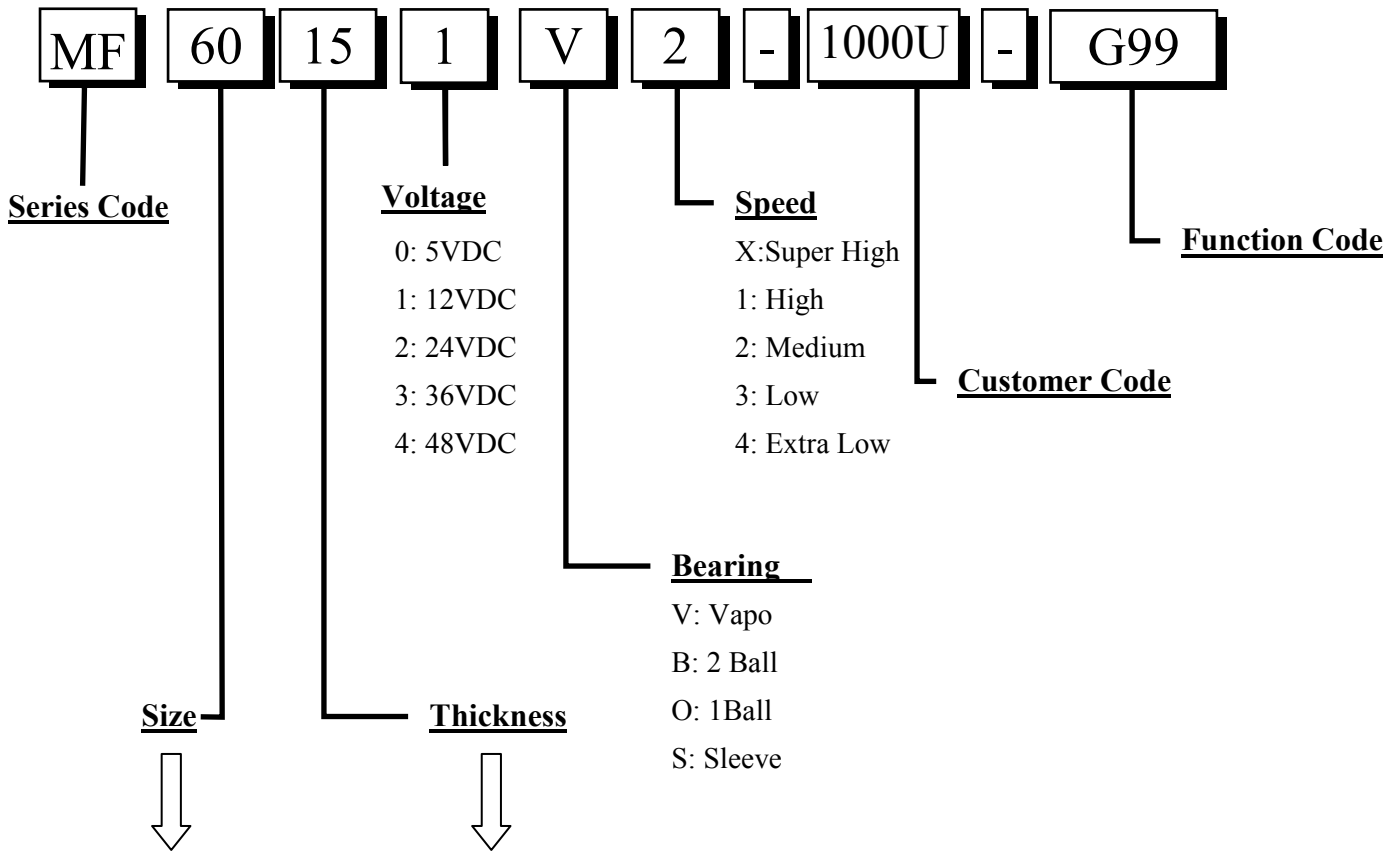 MF 60 15 1 V 2 - 1000U - G99
Series Code
Voltage
0: 5VDC
1: 12VDC
2: 24VDC
3: 36VDC
4: 48VDC
Speed
X:Super High
1: High
2: Medium
3: Low
4: Extra Low
Function Code
Customer Code
Bearing
V: Vapo
B: 2 Ball
O: 1Ball
S: Sleeve
Size
Thickness